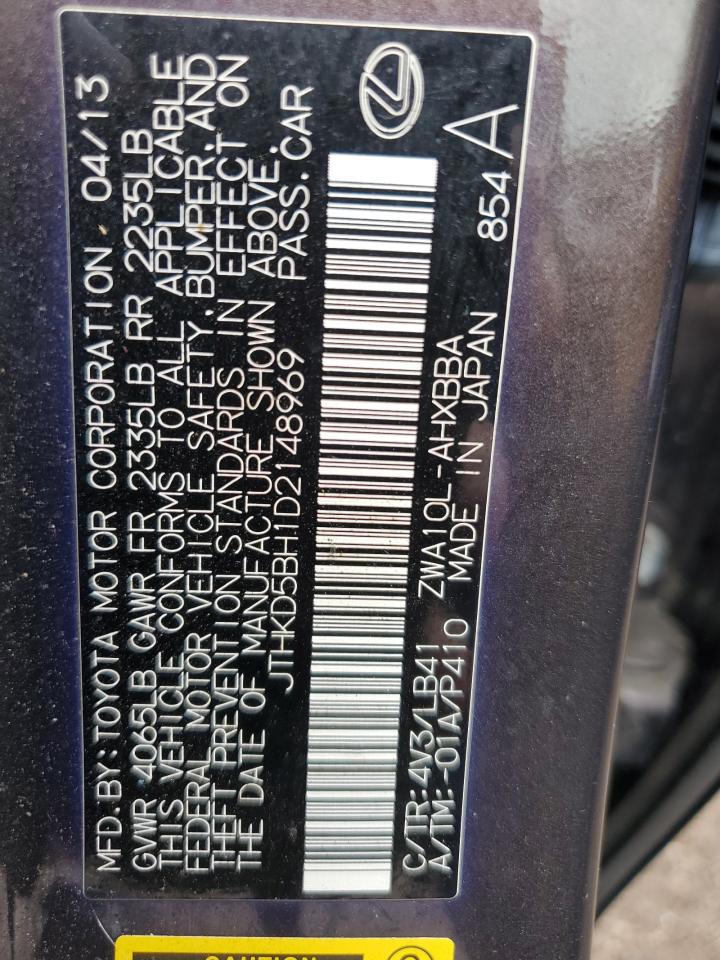 MFD.BY:TOYOTA MOTOR CORPORATION 04/13
GVWR 4065LB GAWR FR 2335LB RR 2235LB
THIS VEHICLE CONFORMS TO ALL APPLICABLE
FEDERAL MOTOR VEHICLE SAFETY,BUMPER,AND
THEFT PREVENTION STANDARDS IN EFFECT ON
THE DATE OF MANUFACTURE SHOWN ABOVE.
JTHKD5BH1D2148969 PASS.CAR
C/TR:4V3/LB41 ZWA10L-AHXBBA
A/TM:-01A/P410 MADE IN JAPAN 854 A
CAUTION